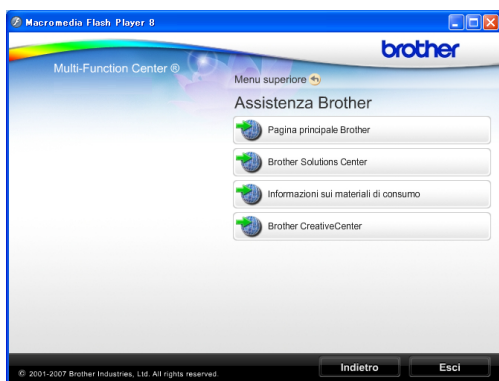 Macromedia Flash Player 8
brother
Multi-Function Center ®
Menu superiore
Assistenza Brother
Pagina principale Brother
Brother Solutions Center
Informazioni sui materiali di consumo
Brother CreativeCenter
© 2001-2007 Brother Industries, Ltd. All rights reserved.
Indietro
Esci